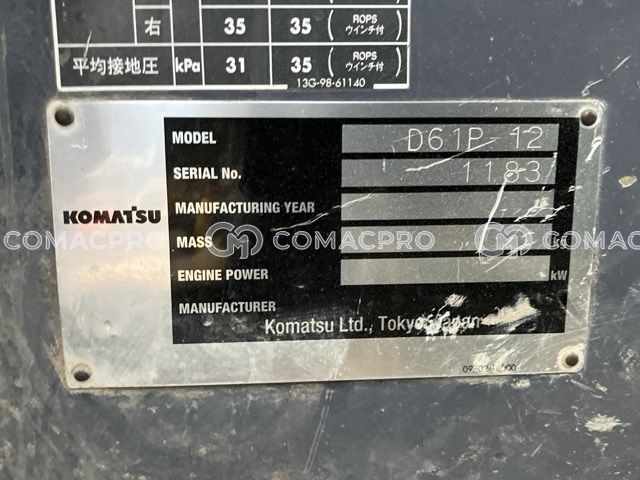 右 35 35 (ROPS ウインチ付)
平均接地圧 kPa 31 35 (ROPS ウインチ付)
13G-98-61140
MODEL D61P-12
SERIAL No. 1183
MANUFACTURING YEAR
KOMATSU
COMACPRO COMACPRO COMACPRO
MASS
ENGINE POWER kW
MANUFACTURER
Komatsu Ltd., Tokyo Japan